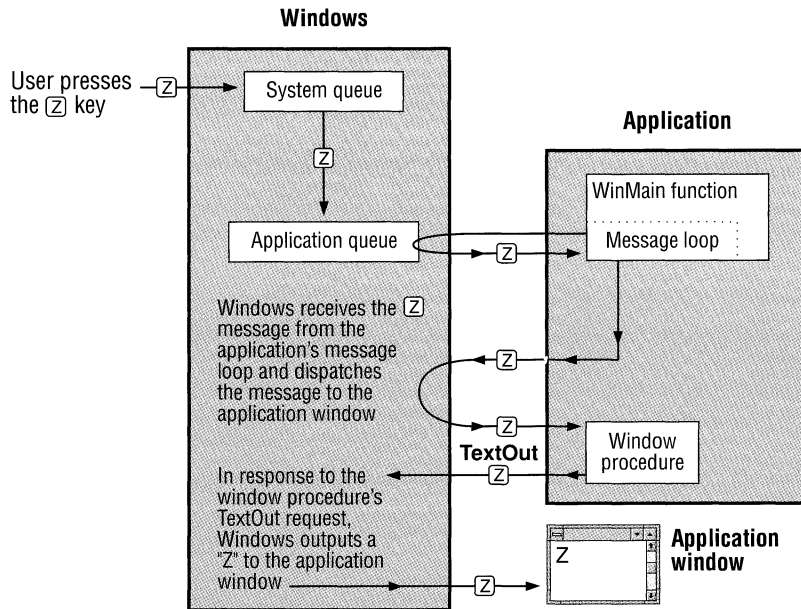 Windows
User presses
the Z key
Z
System queue
Z
Application
WinMain function
Message loop
Application queue
Z
Windows receives the Z
message from the
application's message
loop and dispatches
the message to the
application window
Z
Z
TextOut
Z
Window
procedure
In response to the
window procedure's
TextOut request,
Windows outputs a
"Z" to the application
window
Z
Z
Application
window